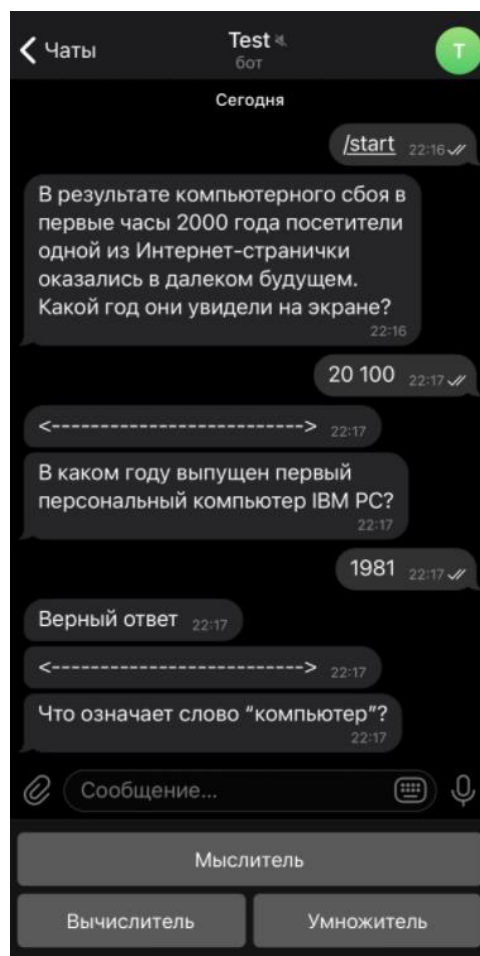 Чаты
Test
бот
T
Сегодня
/start 22:16
В результате компьютерного сбоя в
первые часы 2000 года посетители
одной из Интернет-странички
оказались в далеком будущем.
Какой год они увидели на экране?
22:16
20 100 22:17
<--------------------------> 22:17
В каком году выпущен первый
персональный компьютер IBM PC?
22:17
1981 22:17
Верный ответ 22:17
<--------------------------> 22:17
Что означает слово “компьютер”?
22:17
Сообщение...
Мыслитель
Вычислитель Умножитель